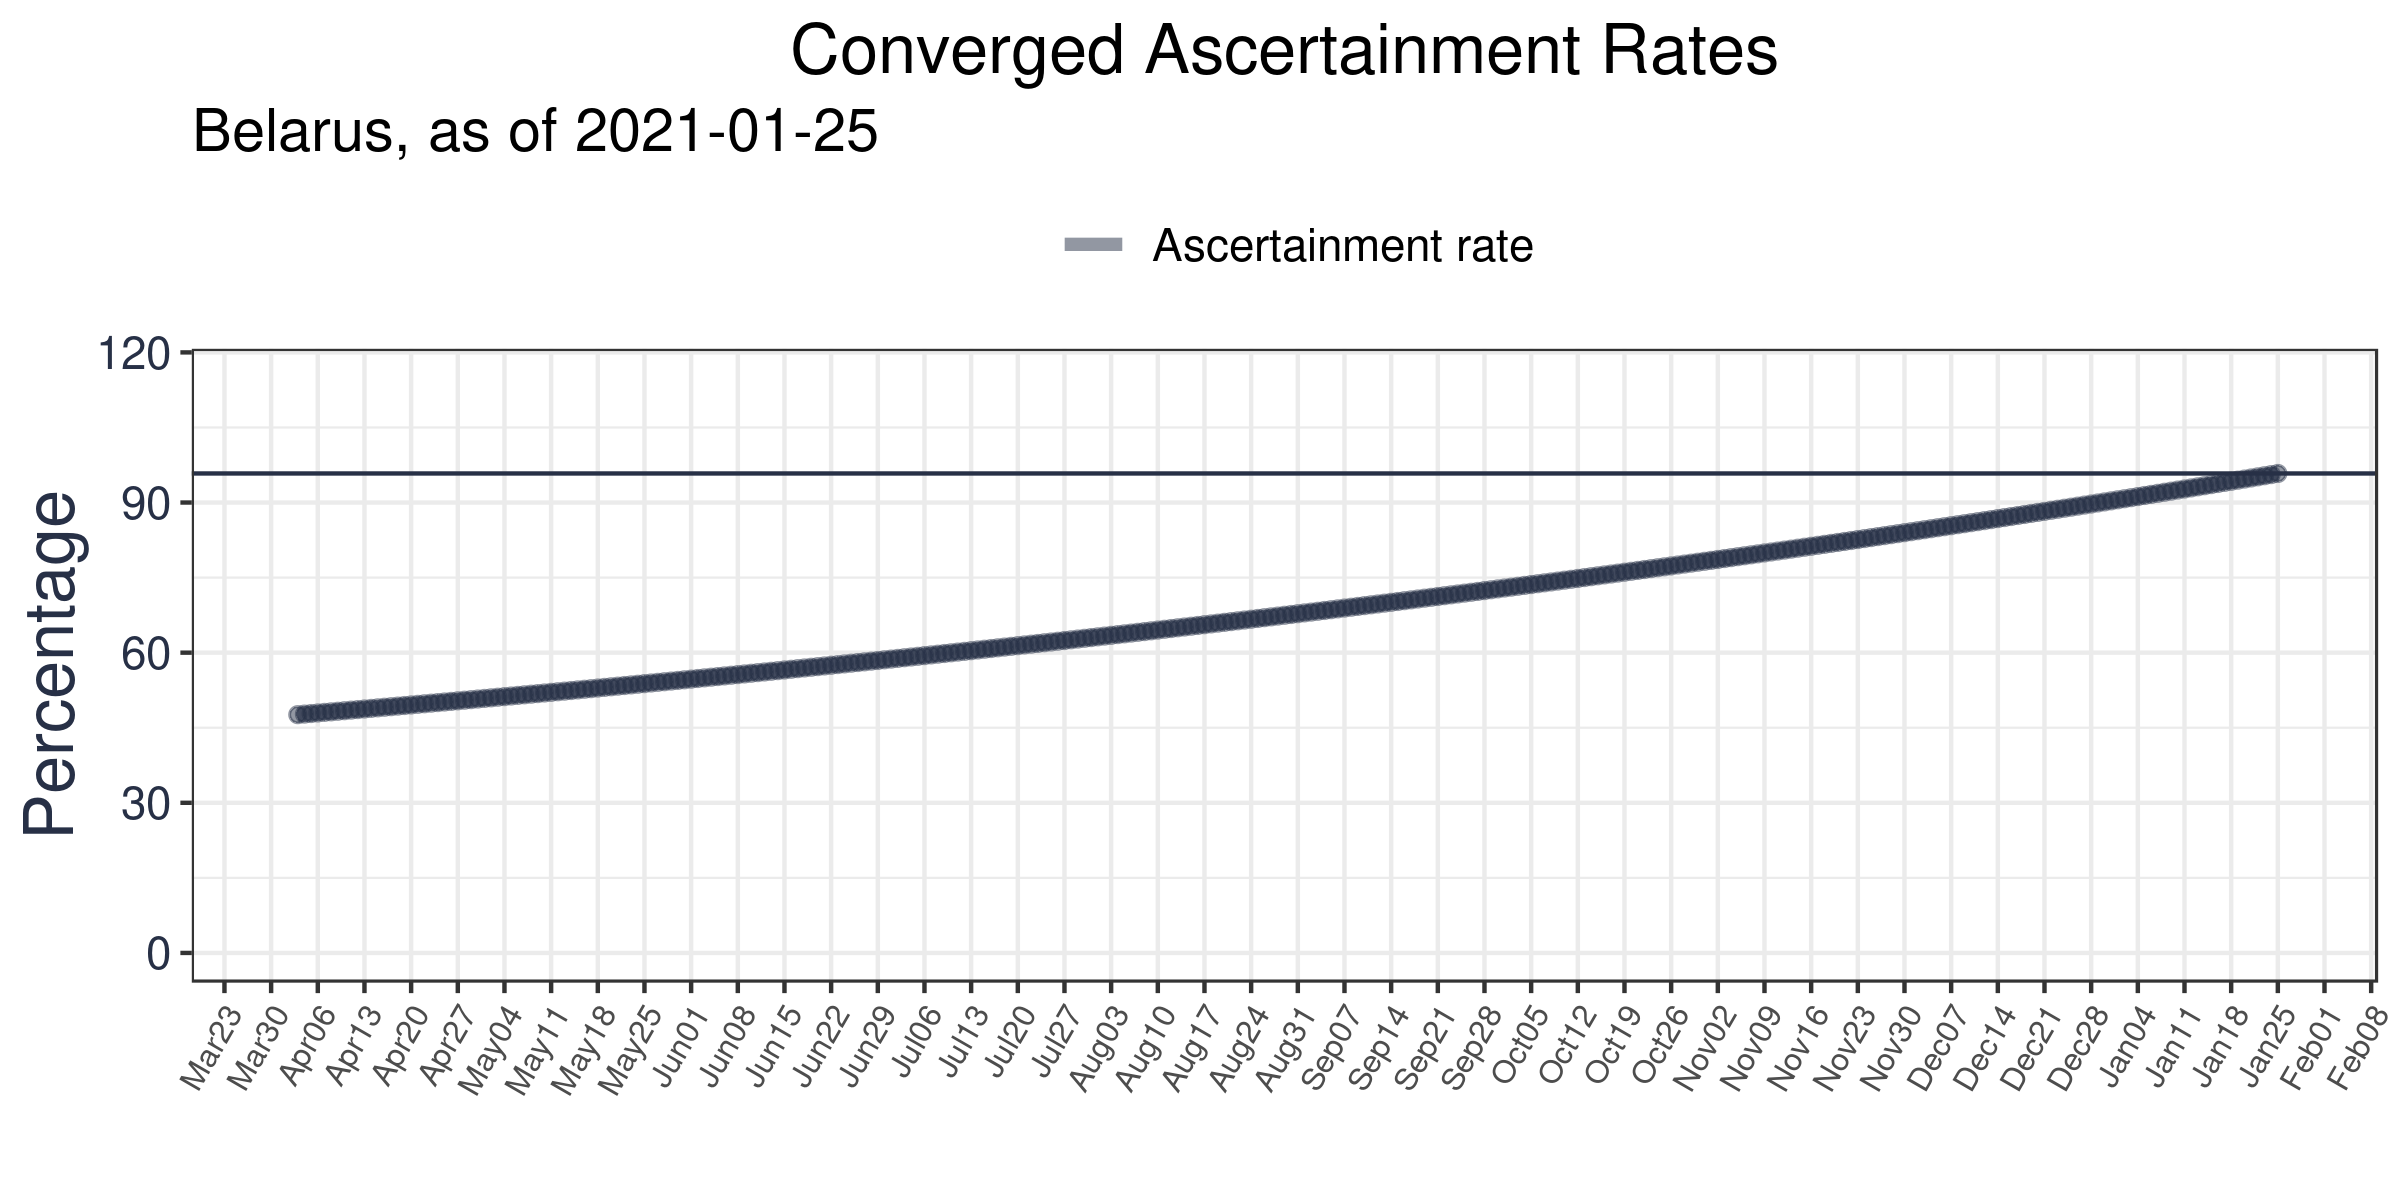 Converged Ascertainment Rates
Belarus, as of 2021-01-25
Ascertainment rate
Percentage
120
90
60
30
0
Mar23 Mar30 Apr06 Apr13 Apr20 Apr27 May04 May11 May18 May25 Jun01 Jun08 Jun15 Jun22 Jun29 Jul06 Jul13 Jul20 Jul27 Aug03 Aug10 Aug17 Aug24 Aug31 Sep07 Sep14 Sep21 Sep28 Oct05 Oct12 Oct19 Oct26 Nov02 Nov09 Nov16 Nov23 Nov30 Dec07 Dec14 Dec21 Dec28 Jan04 Jan11 Jan18 Jan25 Feb01 Feb08